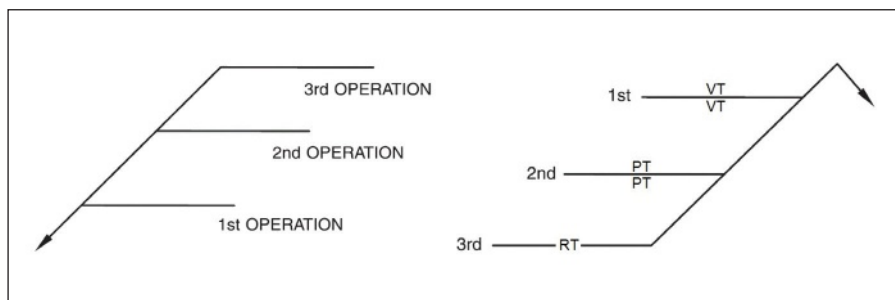 3rd OPERATION
2nd OPERATION
1st OPERATION
1st VT
VT
2nd PT
PT
3rd RT